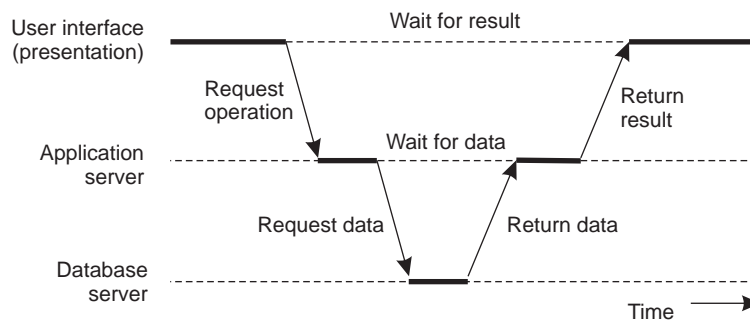 User interface
(presentation)
Wait for result
Request
operation
Return
result
Application
server
Wait for data
Request data
Return data
Database
server
Time